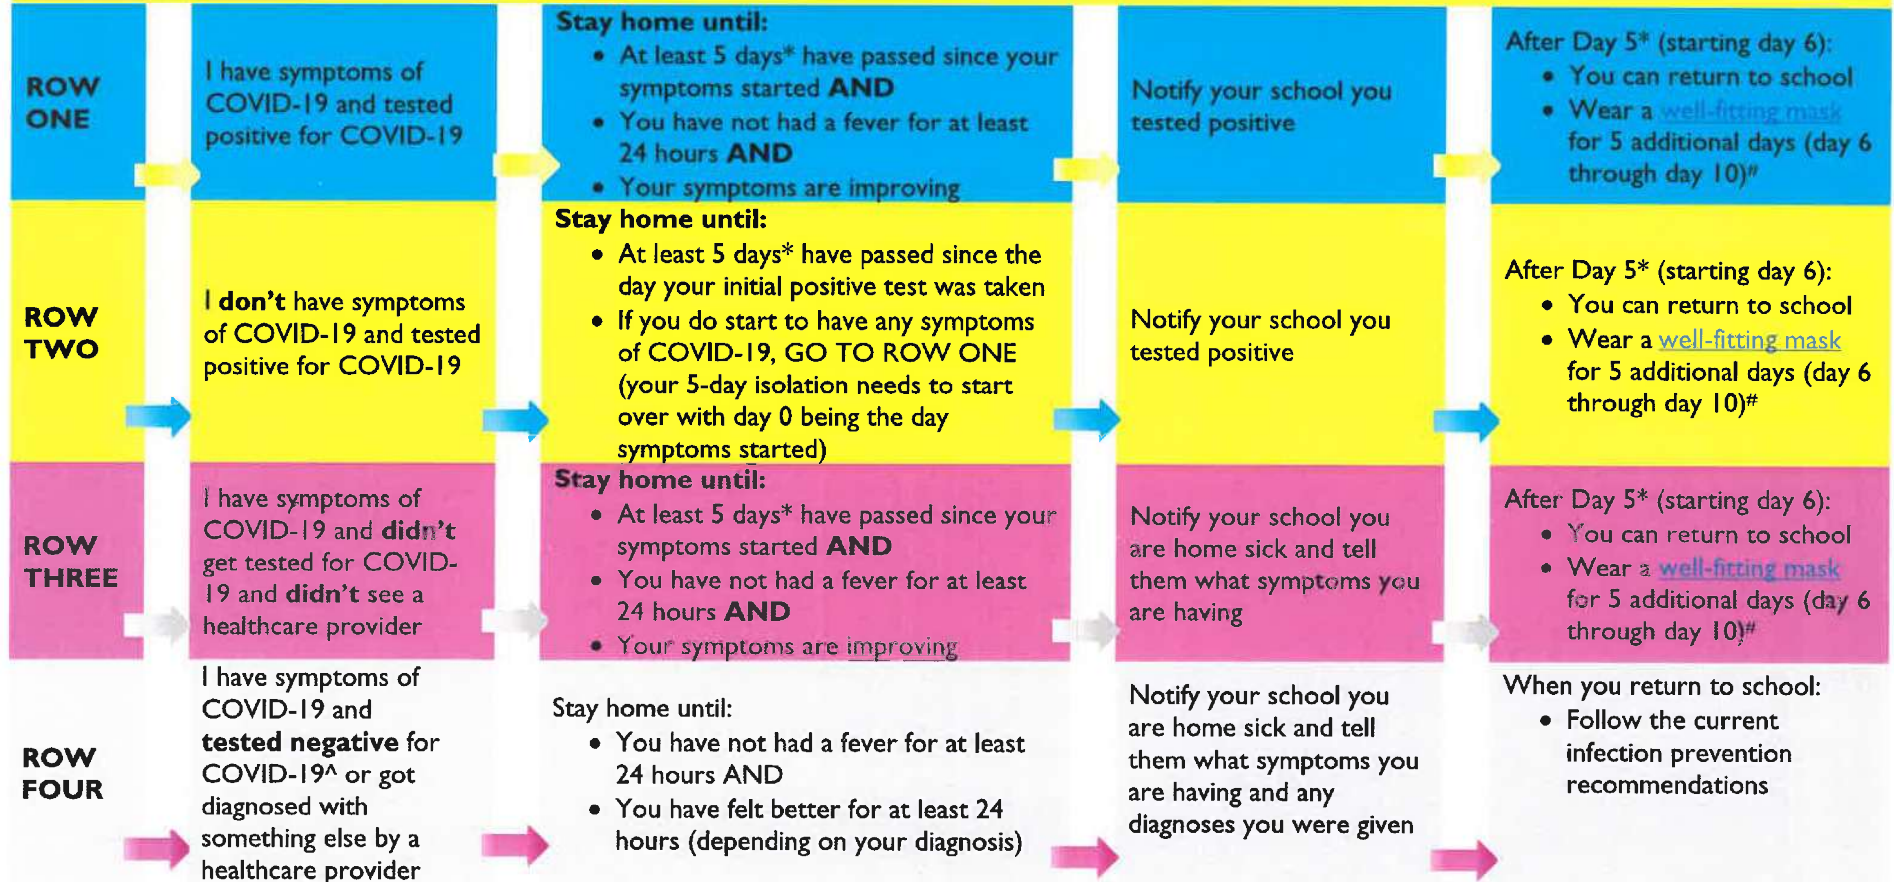 ROW
ONE
I have symptoms of
COVID-19 and tested
positive for COVID-19
Stay home until:
• At least 5 days* have passed since your
symptoms started AND
• You have not had a fever for at least
24 hours AND
• Your symptoms are improving
Notify your school you
tested positive
After Day 5* (starting day 6):
• You can return to school
• Wear a well-fitting mask
for 5 additional days (day 6
through day 10)#
ROW
TWO
I don't have symptoms
of COVID-19 and tested
positive for COVID-19
Stay home until:
• At least 5 days* have passed since the
day your initial positive test was taken
• If you do start to have any symptoms
of COVID-19, GO TO ROW ONE
(your 5-day isolation needs to start
over with day 0 being the day
symptoms started)
Notify your school you
tested positive
After Day 5* (starting day 6):
• You can return to school
• Wear a well-fitting mask
for 5 additional days (day 6
through day 10)#
ROW
THREE
I have symptoms of
COVID-19 and didn't
get tested for COVID-
19 and didn't see a
healthcare provider
Stay home until:
• At least 5 days* have passed since your
symptoms started AND
• You have not had a fever for at least
24 hours AND
• Your symptoms are improving
Notify your school you
are home sick and tell
them what symptoms you
are having
After Day 5* (starting day 6):
• You can return to school
• Wear a well-fitting mask
for 5 additional days (day 6
through day 10)#
ROW
FOUR
I have symptoms of
COVID-19 and
tested negative for
COVID-19^ or got
diagnosed with
something else by a
healthcare provider
Stay home until:
• You have not had a fever for at least
24 hours AND
• You have felt better for at least 24
hours (depending on your diagnosis)
Notify your school you
are home sick and tell
them what symptoms you
are having and any
diagnoses you were given
When you return to school:
• Follow the current
infection prevention
recommendations